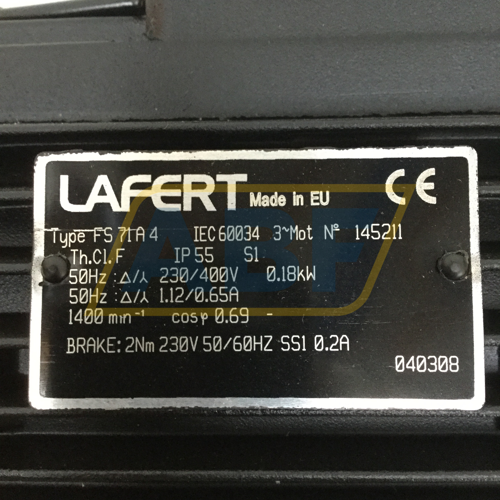 LAFERT Made In EU CE
Type FS 71 A 4 IEC 60034 3~Mot Nº 145211
Th.Cl.F IP 55 S1
50Hz :Δ/⅄ 230/400V 0.18kW
50Hz :Δ/⅄ 1.12/0.65A
1400 min⁻¹ cosφ 0.69 -
BRAKE: 2Nm 230V 50/60HZ SS1 0.2A
040308
ABF